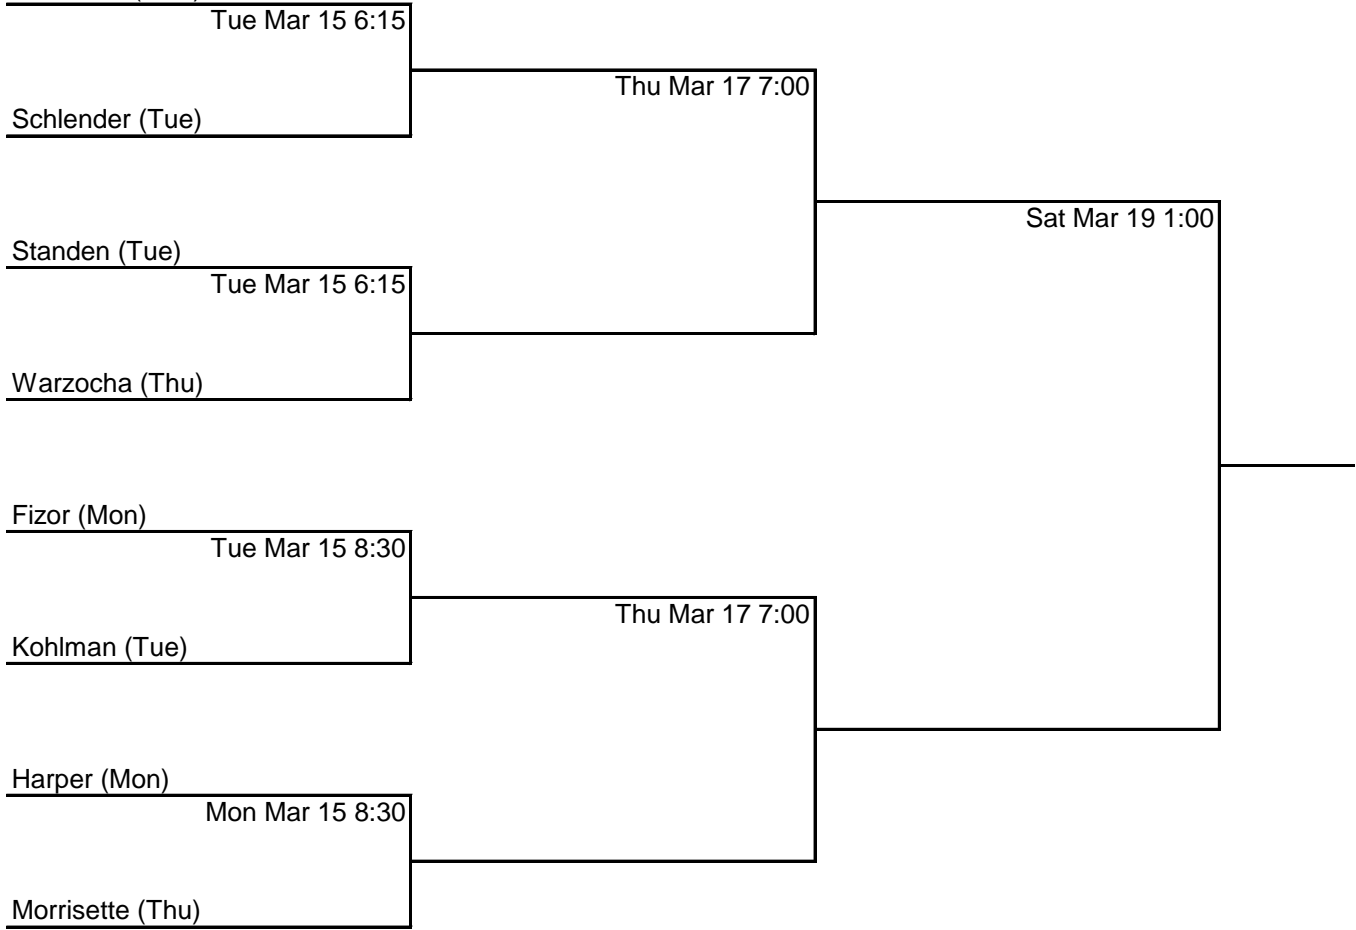 Tue Mar 15 6:15
Thu Mar 17 7:00
Schlender (Tue)
Sat Mar 19 1:00
Standen (Tue)
Tue Mar 15 6:15
Warzocha (Thu)
Fizor (Mon)
Tue Mar 15 8:30
Thu Mar 17 7:00
Kohlman (Tue)
Harper (Mon)
Mon Mar 15 8:30
Morrisette (Thu)